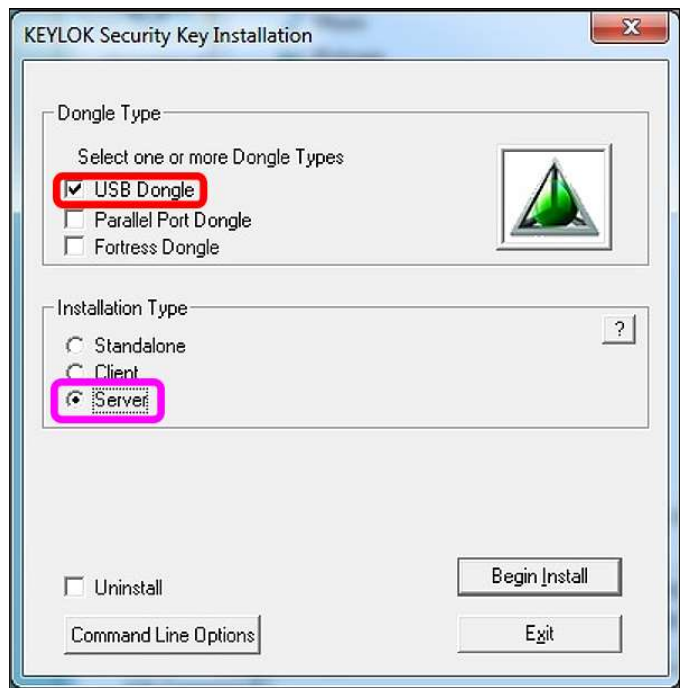 KEYLOK Security Key Installation
Dongle Type
Select one or more Dongle Types
USB Dongle
Parallel Port Dongle
Fortress Dongle
Installation Type
?
Standalone
Client
Server
Uninstall
Begin Install
Command Line Options
Exit